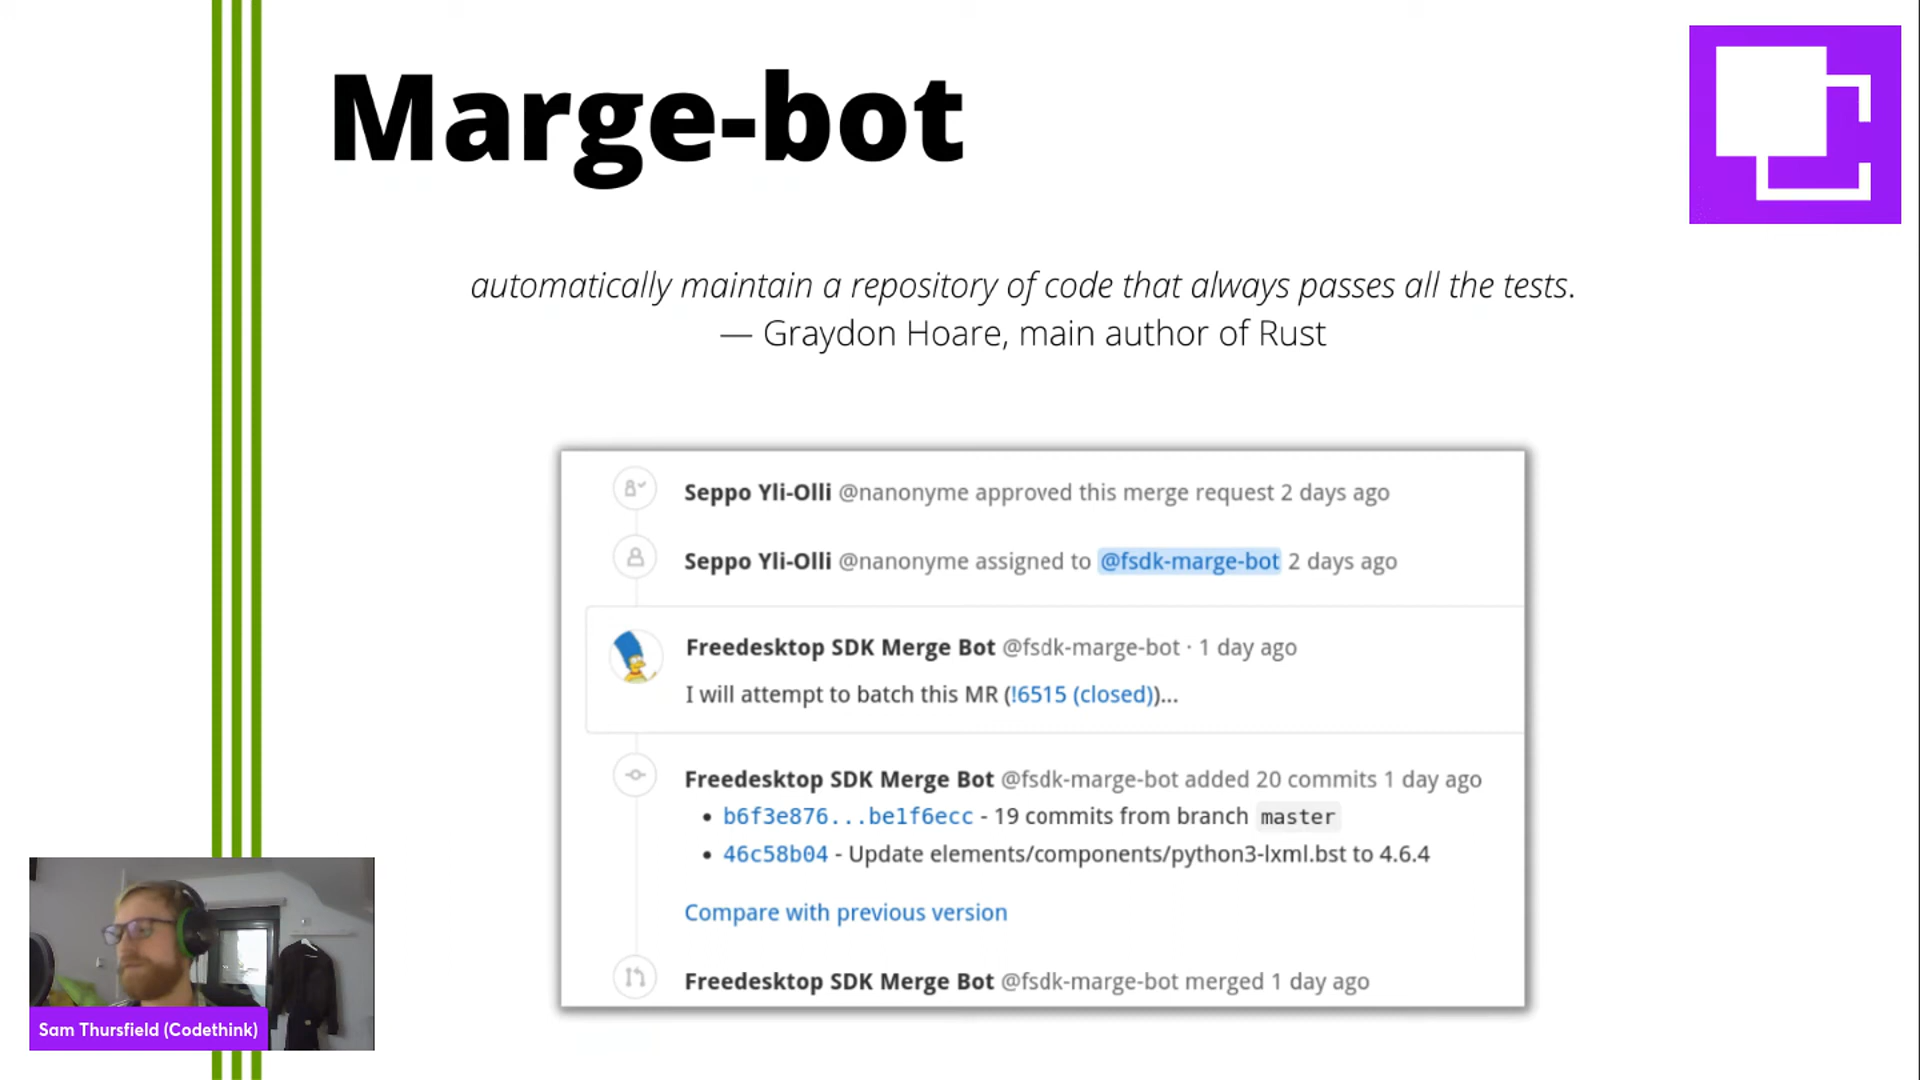 Marge-bot
automatically maintain a repository of code that always passes all the tests.
— Graydon Hoare, main author of Rust
Seppo Yli-Olli @nanonyme approved this merge request 2 days ago
Seppo Yli-Olli @nanonyme assigned to @fsdk-marge-bot 2 days ago
Freedesktop SDK Merge Bot @fsdk-marge-bot · 1 day ago
I will attempt to batch this MR (!6515 (closed))...
Freedesktop SDK Merge Bot @fsdk-marge-bot added 20 commits 1 day ago
• b6f3e876...be1f6ecc - 19 commits from branch master
• 46c58b04 - Update elements/components/python3-lxml.bst to 4.6.4
Compare with previous version
Freedesktop SDK Merge Bot @fsdk-marge-bot merged 1 day ago
Sam Thursfield (Codethink)